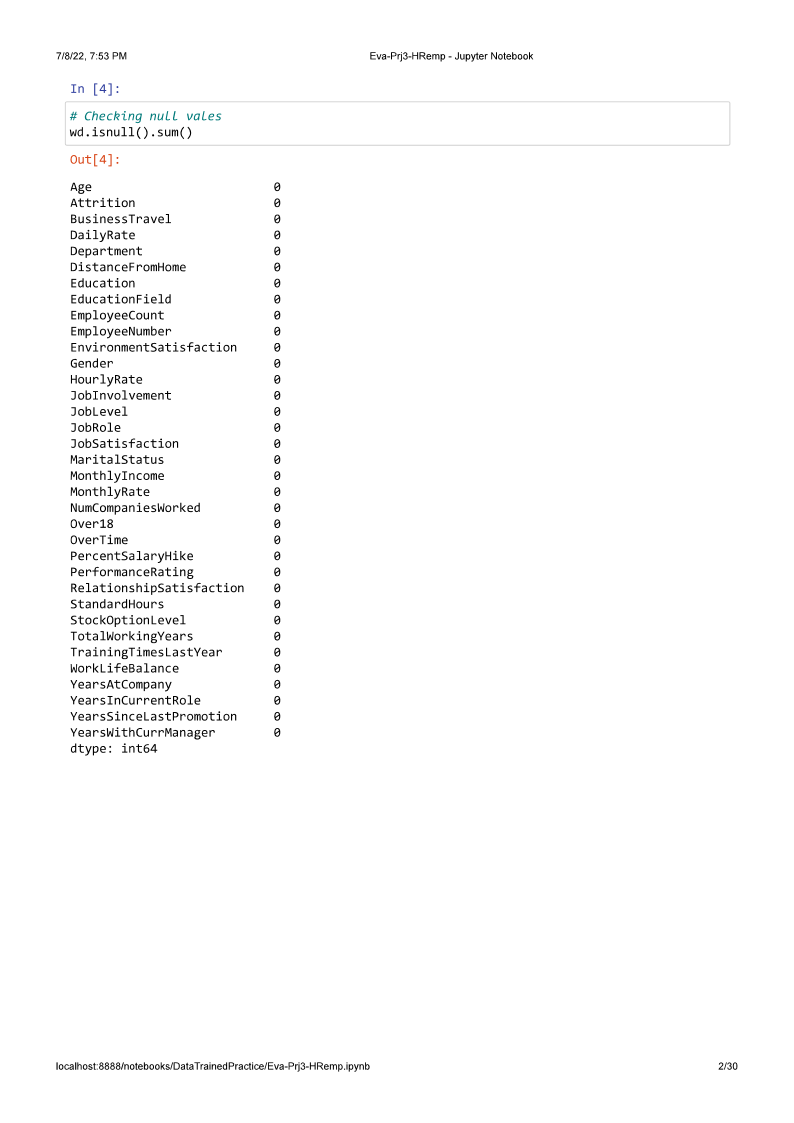 7/8/22, 7:53 PM Eva-Prj3-HRemp - Jupyter Notebook
In [4]:
# Checking null vales
wd.isnull().sum()
Out[4]:
Age 0
Attrition 0
BusinessTravel 0
DailyRate 0
Department 0
DistanceFromHome 0
Education 0
EducationField 0
EmployeeCount 0
EmployeeNumber 0
EnvironmentSatisfaction 0
Gender 0
HourlyRate 0
JobInvolvement 0
JobLevel 0
JobRole 0
JobSatisfaction 0
MaritalStatus 0
MonthlyIncome 0
MonthlyRate 0
NumCompaniesWorked 0
Over18 0
OverTime 0
PercentSalaryHike 0
PerformanceRating 0
RelationshipSatisfaction 0
StandardHours 0
StockOptionLevel 0
TotalWorkingYears 0
TrainingTimesLastYear 0
WorkLifeBalance 0
YearsAtCompany 0
YearsInCurrentRole 0
YearsSinceLastPromotion 0
YearsWithCurrManager 0
dtype: int64
localhost:8888/notebooks/DataTrainedPractice/Eva-Prj3-HRemp.ipynb 2/30